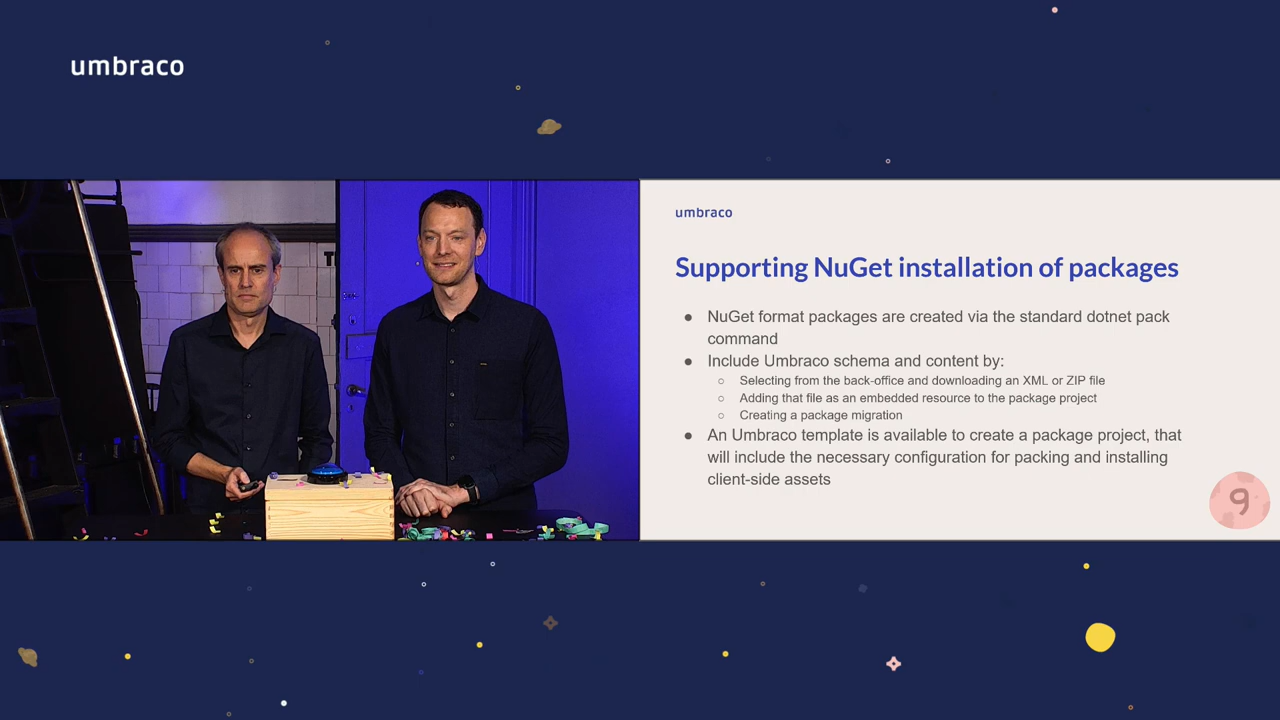 umbraco
umbraco
Supporting NuGet installation of packages
● NuGet format packages are created via the standard dotnet pack
command
● Include Umbraco schema and content by:
○ Selecting from the back-office and downloading an XML or ZIP file
○ Adding that file as an embedded resource to the package project
○ Creating a package migration
● An Umbraco template is available to create a package project, that
will include the necessary configuration for packing and installing
client-side assets
9